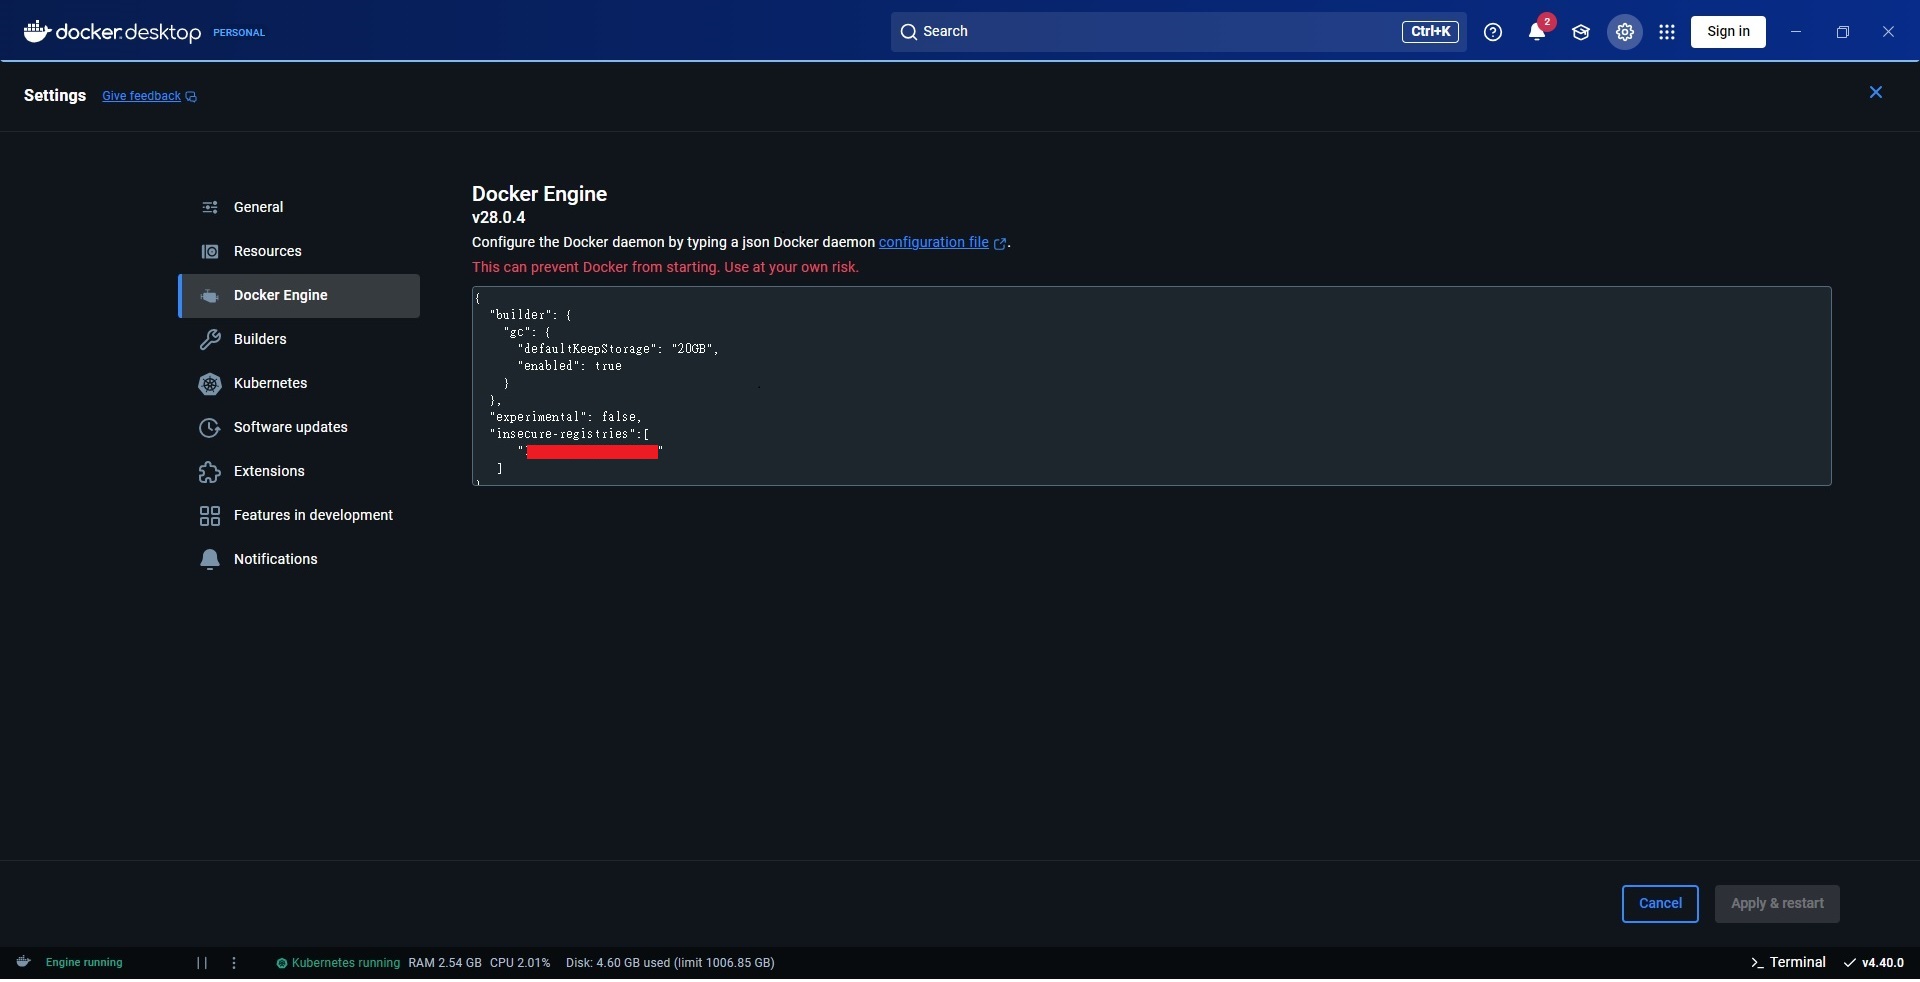 docker.desktop PERSONAL
Search
Ctrl+K
2
Sign in
Settings
Give feedback
General
Resources
Docker Engine
Builders
Kubernetes
Software updates
Extensions
Features in development
Notifications
Docker Engine
v28.0.4
Configure the Docker daemon by typing a json Docker daemon configuration file .
This can prevent Docker from starting. Use at your own risk.
{
"builder": {
"gc": {
"defaultKeepStorage": "20GB",
"enabled": true
}
},
"experimental": false,
"insecure-registries":[
" "
]
}
Cancel
Apply & restart
Engine running
Kubernetes running RAM 2.54 GB CPU 2.01% Disk: 4.60 GB used (limit 1006.85 GB)
>_ Terminal
v4.40.0